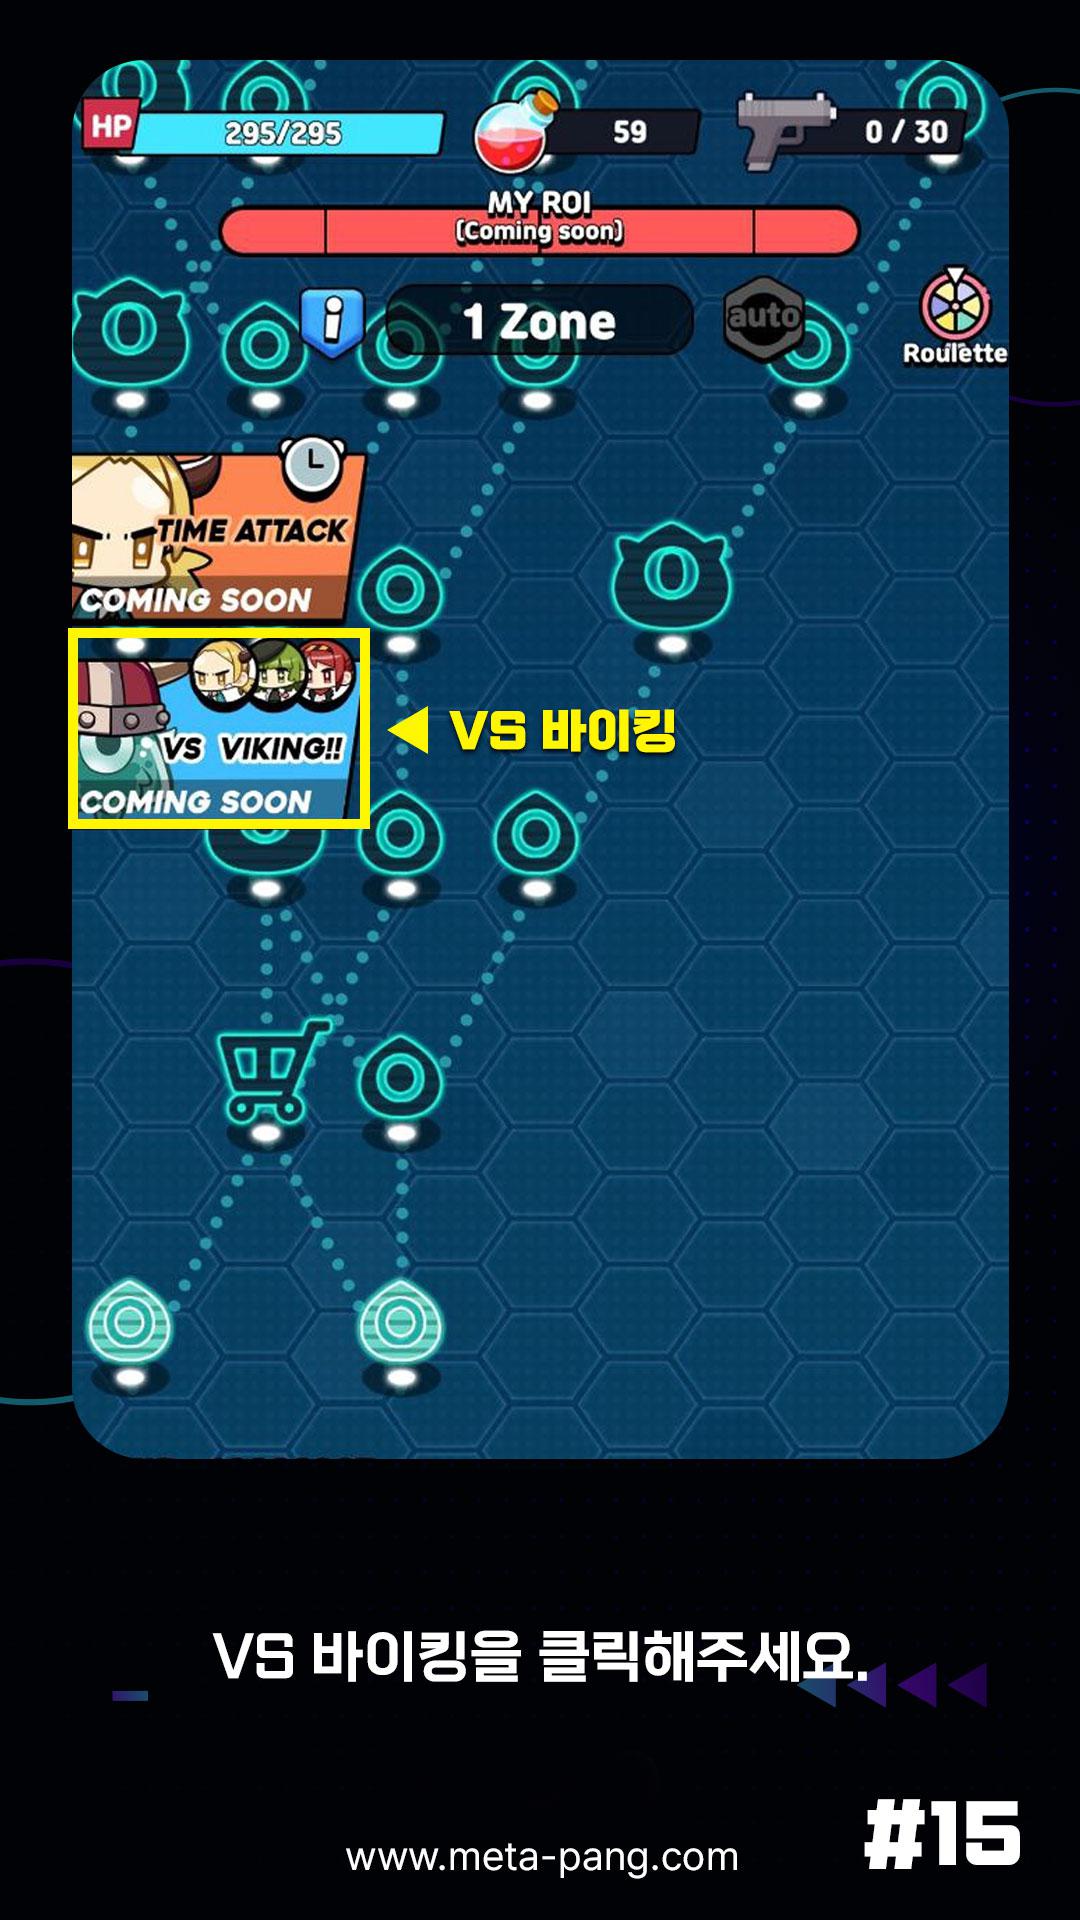 HP
295/295
59
0 / 30
MY ROI
(Coming soon)
1 Zone
auto
Roulette
TIME ATTACK
COMING SOON
VS VIKING!!
COMING SOON
VS 바이킹
VS 바이킹을 클릭해주세요.
#15
www.meta-pang.com